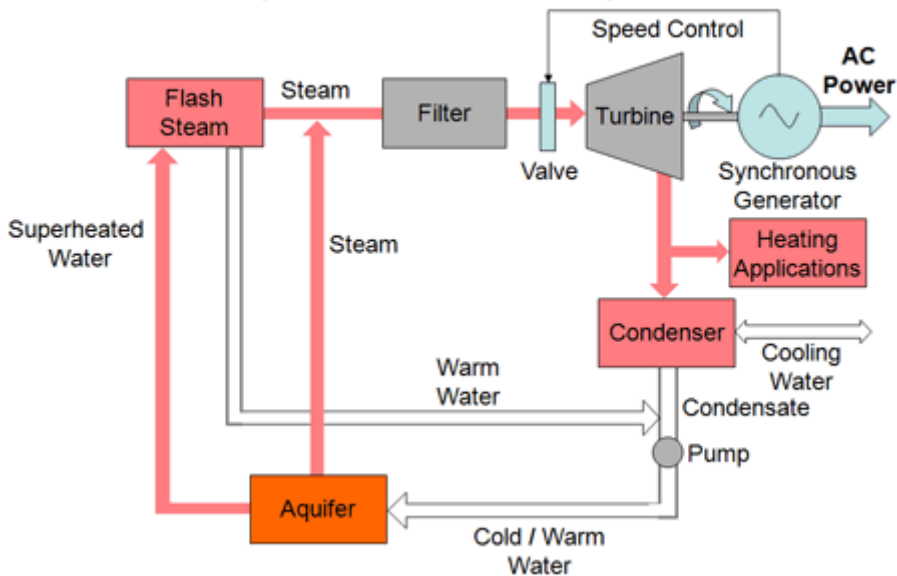 Speed Control
AC
Power
Flash
Steam
Steam
Filter
Valve
Turbine
Synchronous
Generator
Superheated
Water
Steam
Heating
Applications
Condenser
Cooling
Water
Warm
Water
Condensate
Pump
Aquifer
Cold / Warm
Water